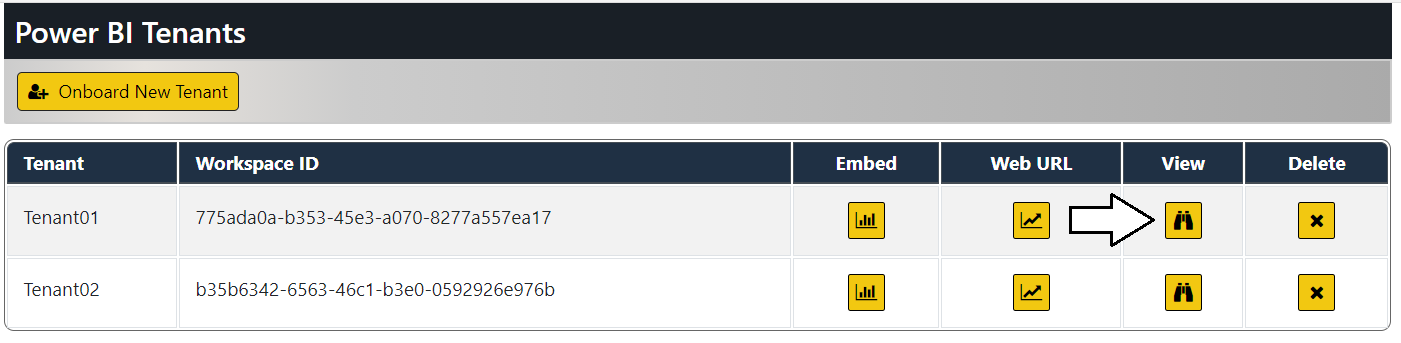 Power BI Tenants
Onboard New Tenant
Tenant Workspace ID Embed Web URL View Delete
Tenant01 775ada0a-b353-45e3-a070-8277a557ea17
Tenant02 b35b6342-6563-46c1-b3e0-0592926e976b